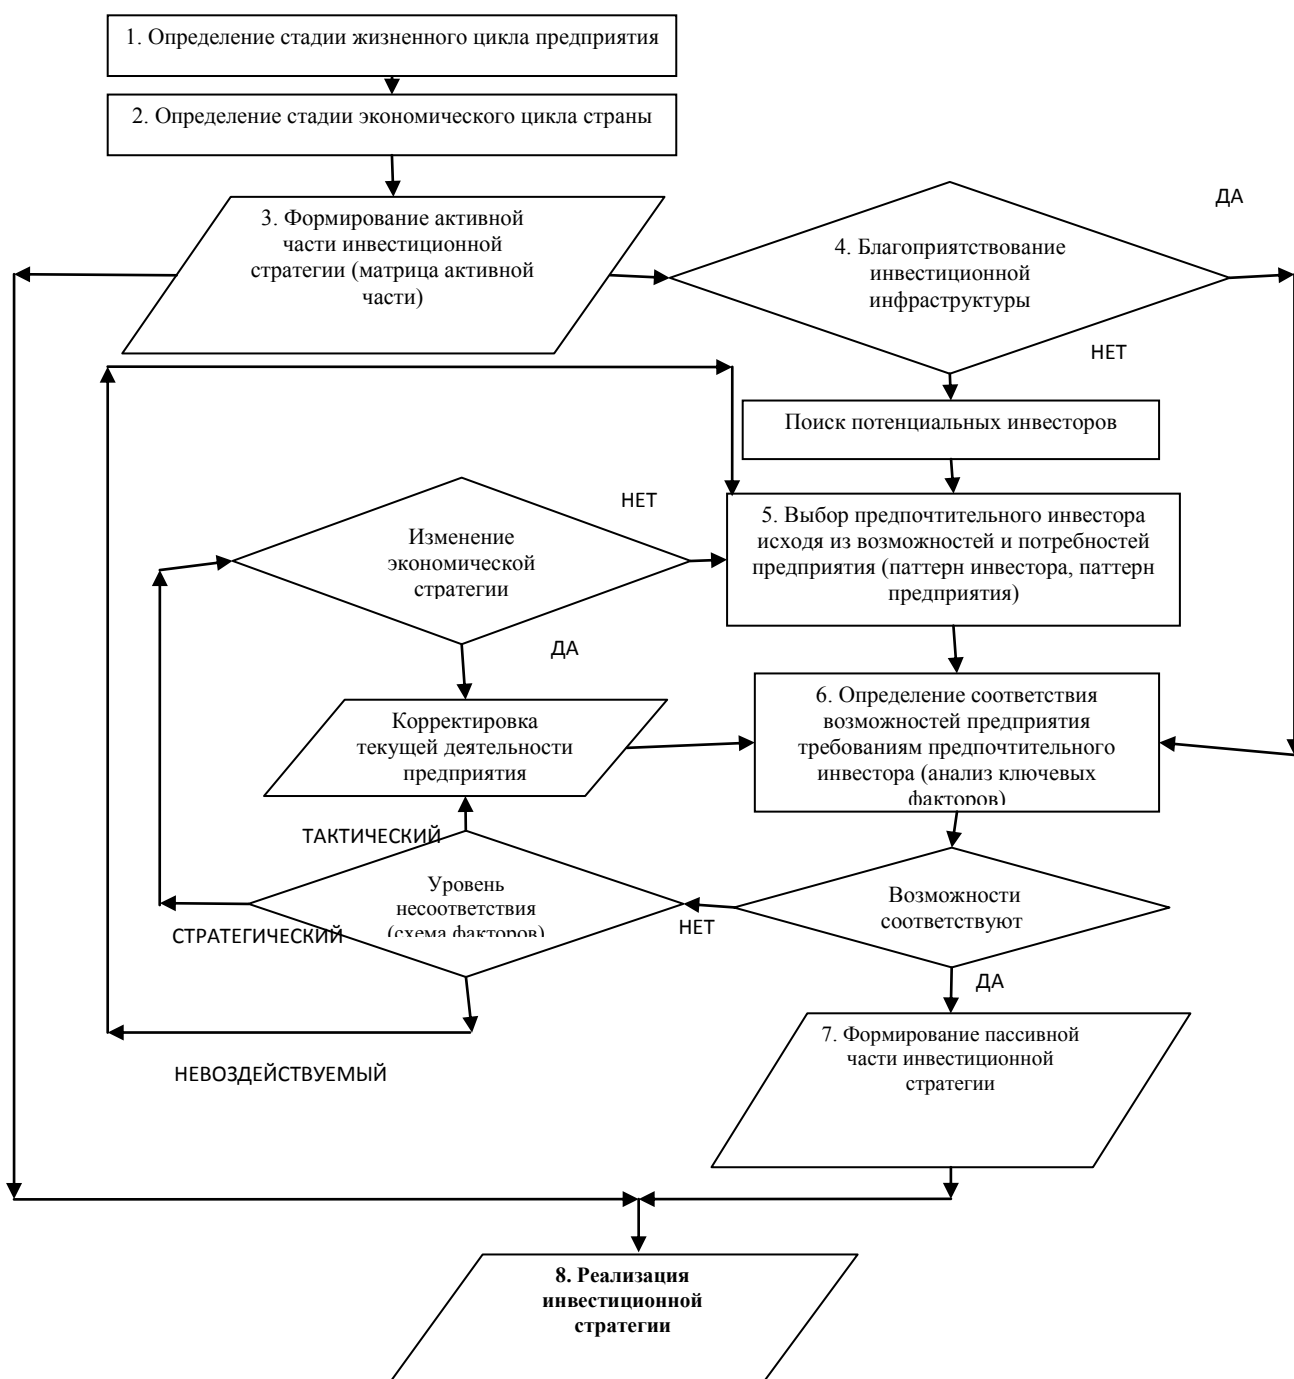 1. Определение стадии жизненного цикла предприятия
2. Определение стадии экономического цикла страны
3. Формирование активной
части инвестиционной
стратегии (матрица активной
части)
ДА
4. Благоприятствование
инвестиционной
инфраструктуры
НЕТ
Поиск потенциальных инвесторов
НЕТ
Изменение
экономической
стратегии
5. Выбор предпочтительного инвестора
исходя из возможностей и потребностей
предприятия (паттерн инвестора, паттерн
предприятия)
ДА
Корректировка
текущей деятельности
предприятия
6. Определение соответствия
возможностей предприятия
требованиям предпочтительного
инвестора (анализ ключевых
факторов)
ТАКТИЧЕСКИЙ
Уровень
несоответствия
(схема факторов)
СТРАТЕГИЧЕСКИЙ
НЕТ
Возможности
соответствуют
ДА
НЕВОЗДЕЙСТВУЕМЫЙ
7. Формирование пассивной
части инвестиционной
стратегии
8. Реализация
инвестиционной
стратегии